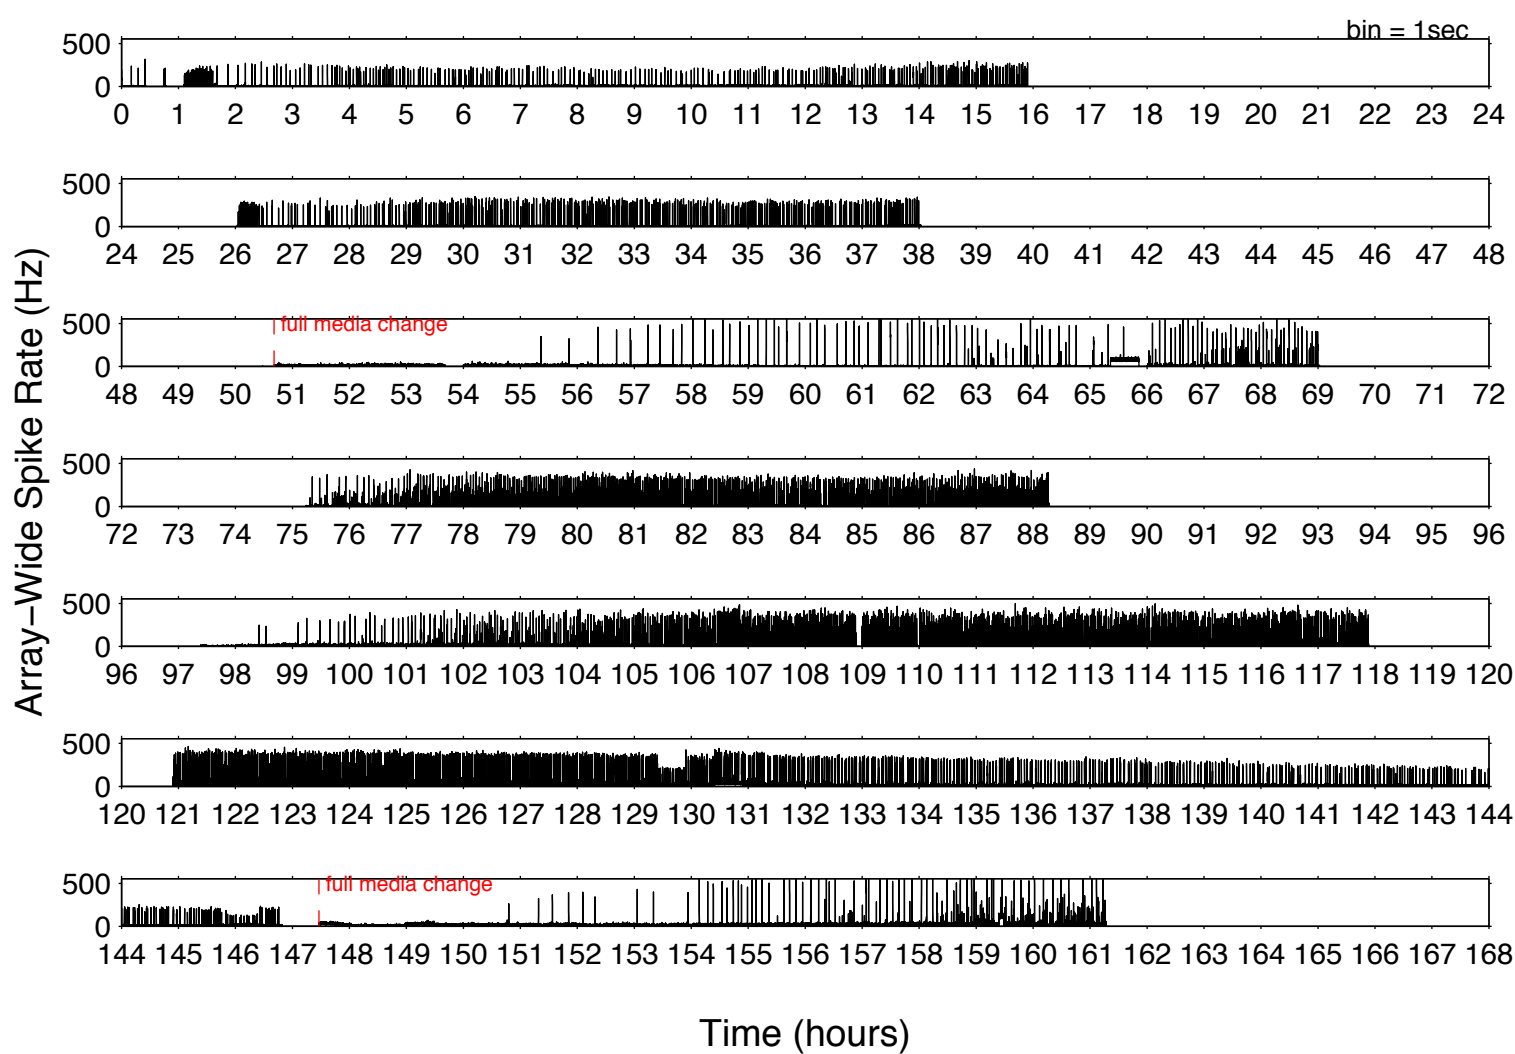 bin = 1sec
500
0
0 1 2 3 4 5 6 7 8 9 10 11 12 13 14 15 16 17 18 19 20 21 22 23 24
500
0
24 25 26 27 28 29 30 31 32 33 34 35 36 37 38 39 40 41 42 43 44 45 46 47 48
Array-Wide Spike Rate (Hz)
full media change
500
0
48 49 50 51 52 53 54 55 56 57 58 59 60 61 62 63 64 65 66 67 68 69 70 71 72
500
0
72 73 74 75 76 77 78 79 80 81 82 83 84 85 86 87 88 89 90 91 92 93 94 95 96
500
0
96 97 98 99 100 101 102 103 104 105 106 107 108 109 110 111 112 113 114 115 116 117 118 119 120
500
0
120 121 122 123 124 125 126 127 128 129 130 131 132 133 134 135 136 137 138 139 140 141 142 143 144
full media change
500
0
144 145 146 147 148 149 150 151 152 153 154 155 156 157 158 159 160 161 162 163 164 165 166 167 168
Time (hours)